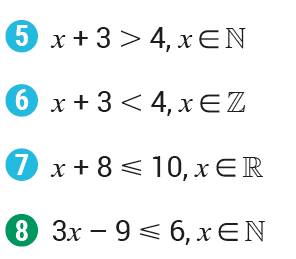 5 x + 3 > 4, x ∈ ℕ
6 x + 3 < 4, x ∈ ℤ
7 x + 8 ⩽ 10, x ∈ ℝ
8 3x − 9 ⩽ 6, x ∈ ℕ